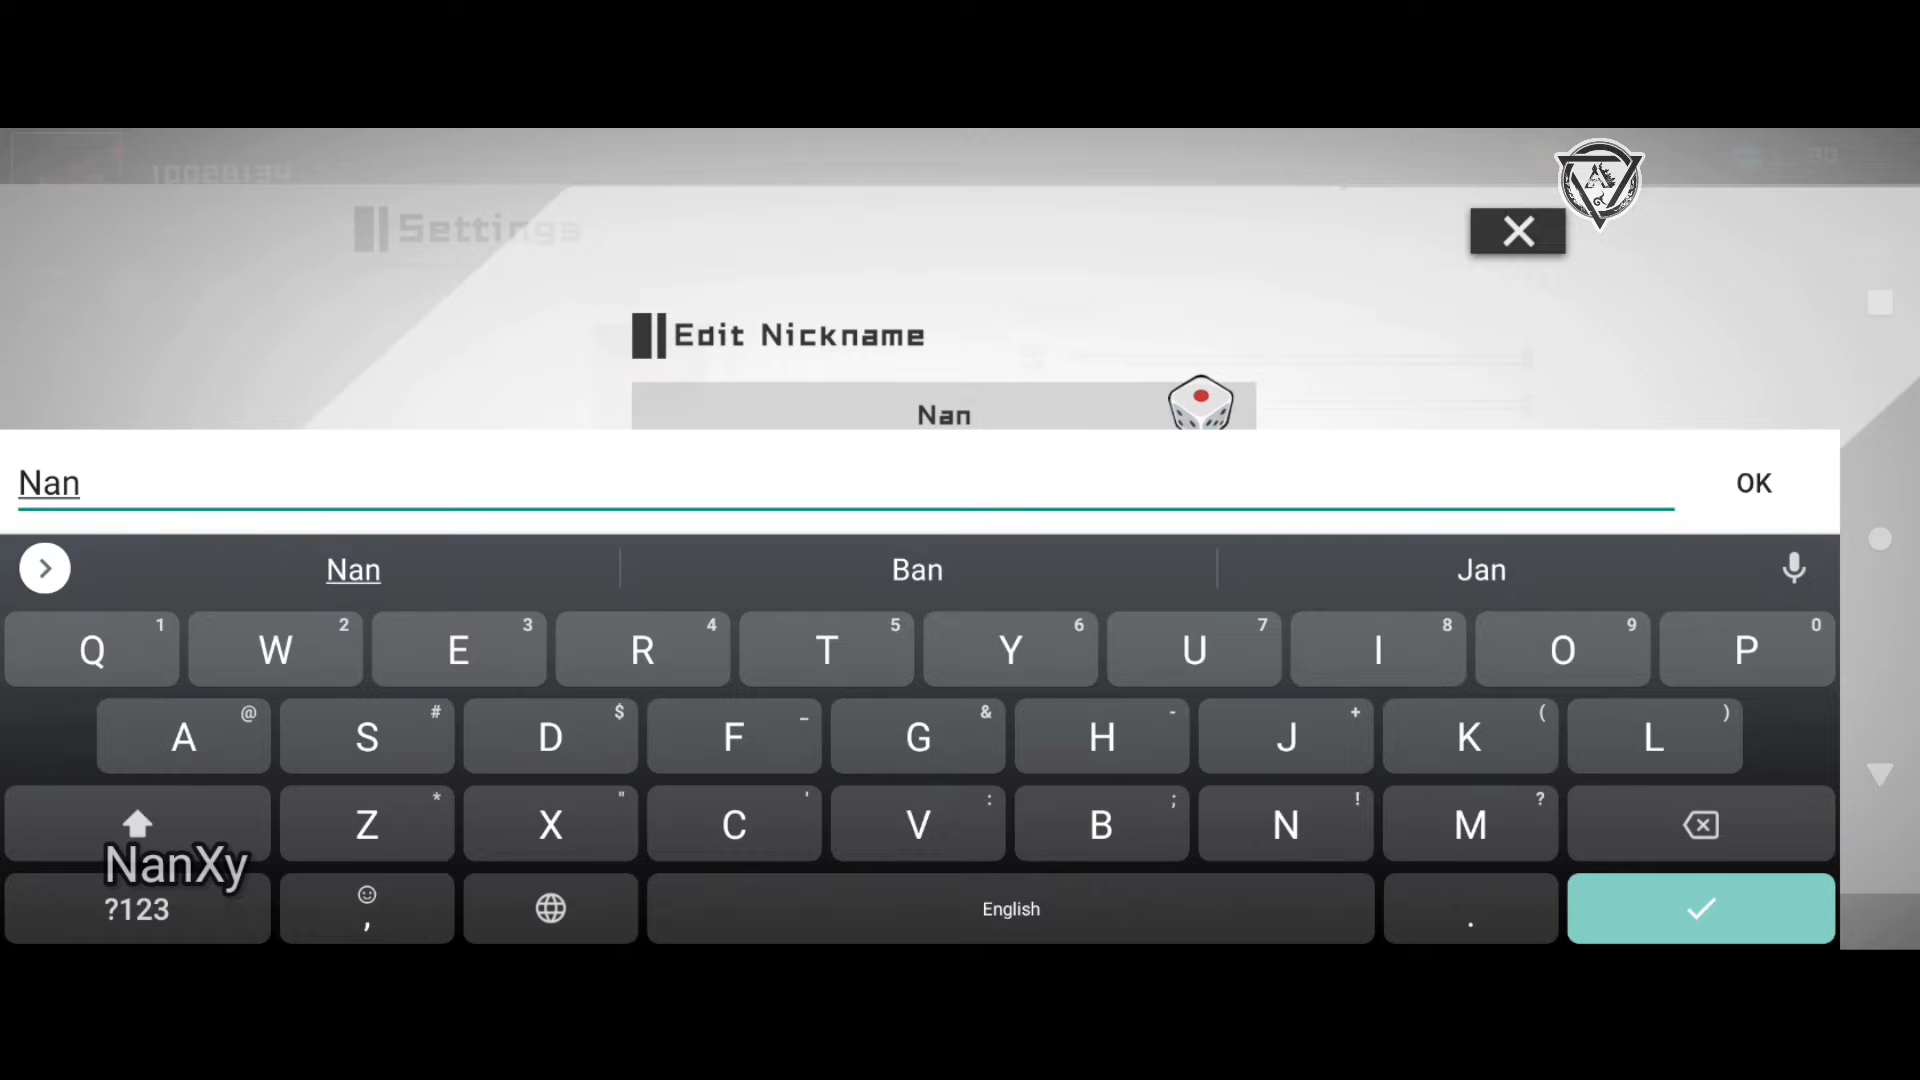 10028134
Settings
Edit Nickname
Nan
Nan
OK
Nan Ban Jan
Q 1 W 2 E 3 R 4 T 5 Y 6 U 7 I 8 O 9 P 0
A @ S # D $ F _ G & H - J + K ( L )
Z * X " C ' V : B ; N ! M ?
NanXy
?123 , English .